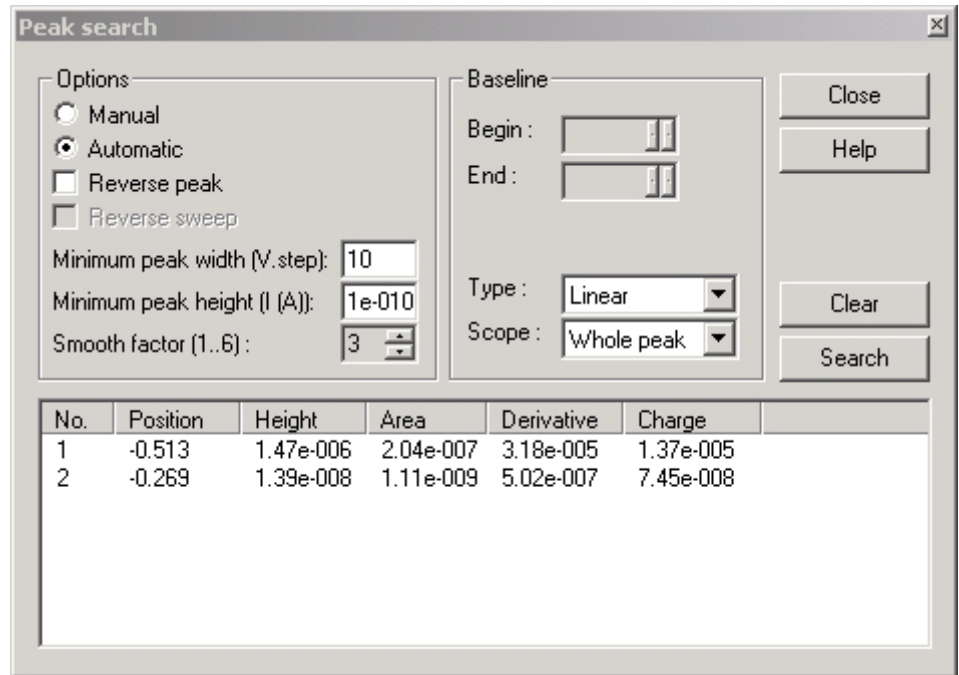 Peak search
Options
Manual
Automatic
Reverse peak
Reverse sweep
Minimum peak width (V.step): 10
Minimum peak height (I (A)): 1e-010
Smooth factor (1..6) : 3
Baseline
Begin :
End :
Type : Linear
Scope : Whole peak
Close
Help
Clear
Search
No. Position Height Area Derivative Charge
1 -0.513 1.47e-006 2.04e-007 3.18e-005 1.37e-005
2 -0.269 1.39e-008 1.11e-009 5.02e-007 7.45e-008